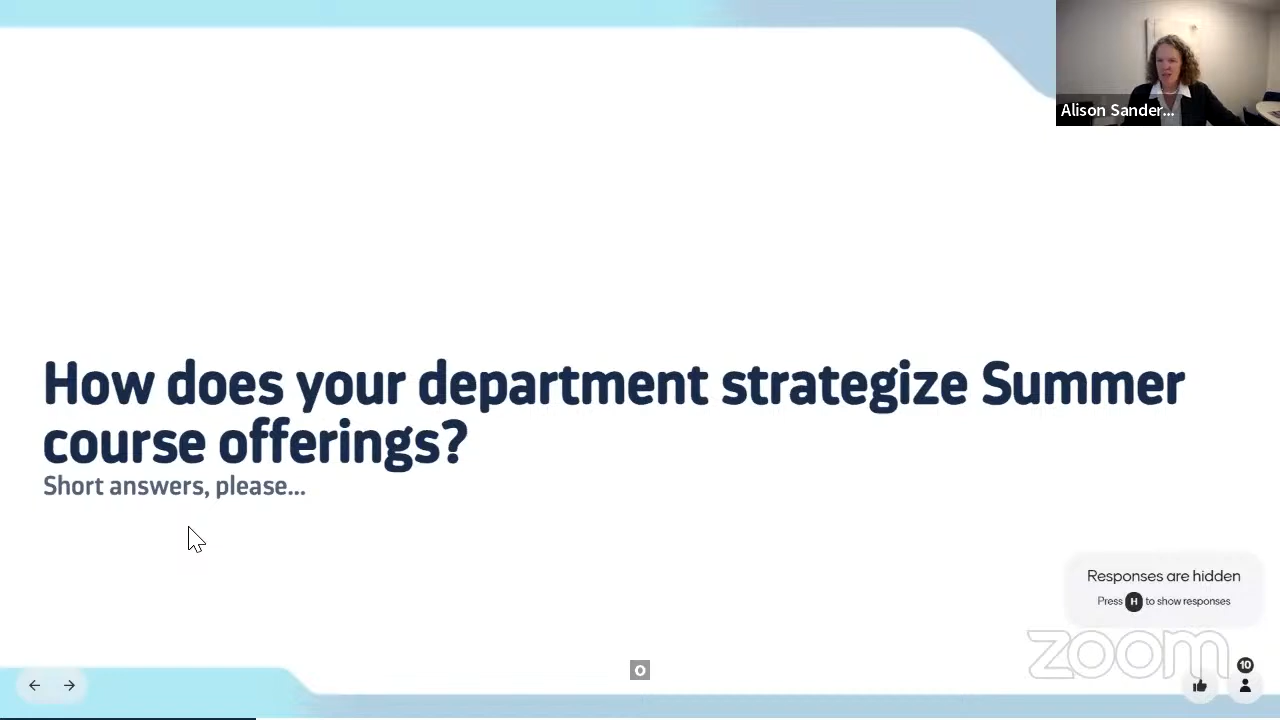 Alison Sander...
How does your department strategize Summer
course offerings?
Short answers, please...
Responses are hidden
Press H to show responses
zoom
10